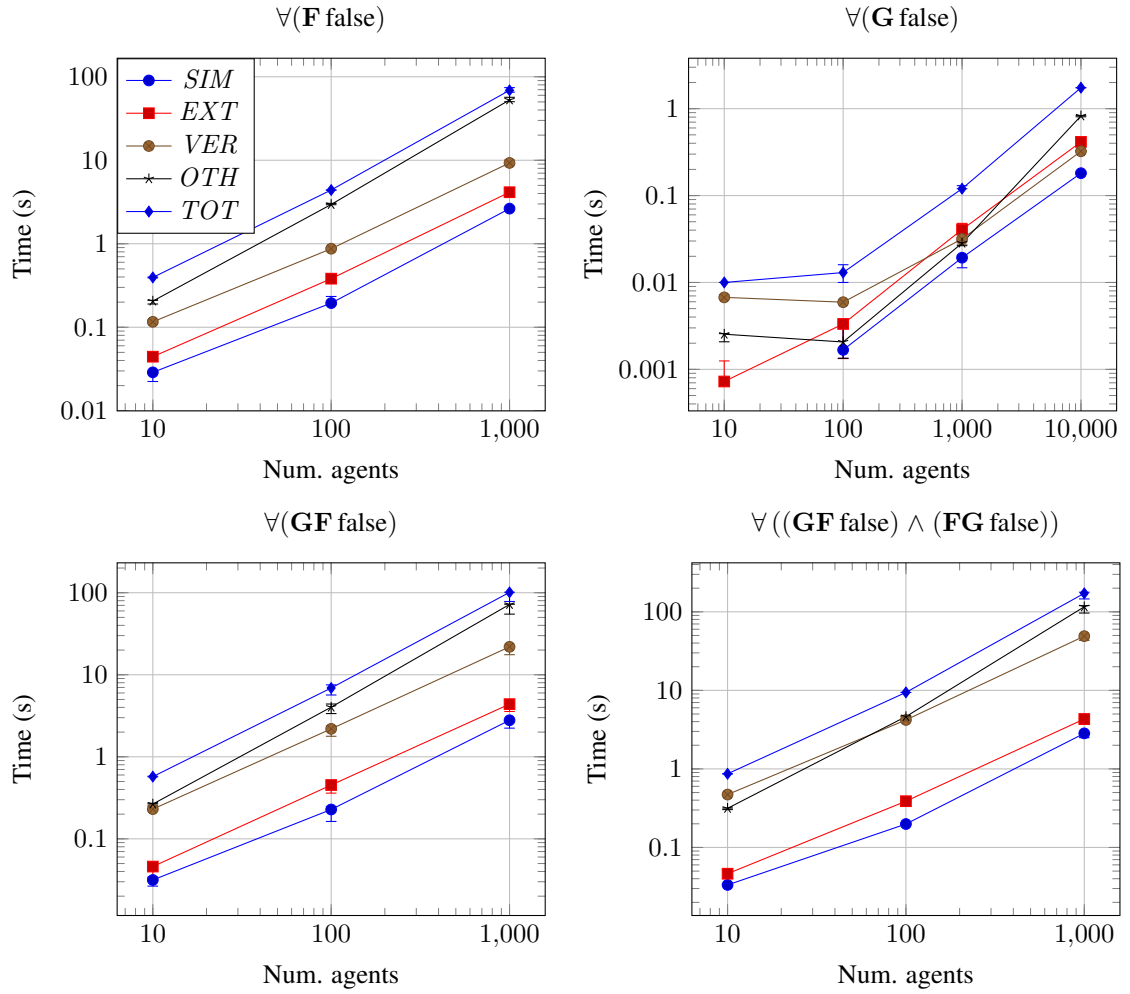 ∀(F false)
100
10
1
0.1
0.01
Time (s)
SIM
EXT
VER
OTH
TOT
10 100 1,000
Num. agents
∀(G false)
1
0.1
0.01
0.001
Time (s)
10 100 1,000 10,000
Num. agents
∀(GF false)
100
10
1
0.1
Time (s)
10 100 1,000
Num. agents
∀ ((GF false) ∧ (FG false))
100
10
1
0.1
Time (s)
10 100 1,000
Num. agents